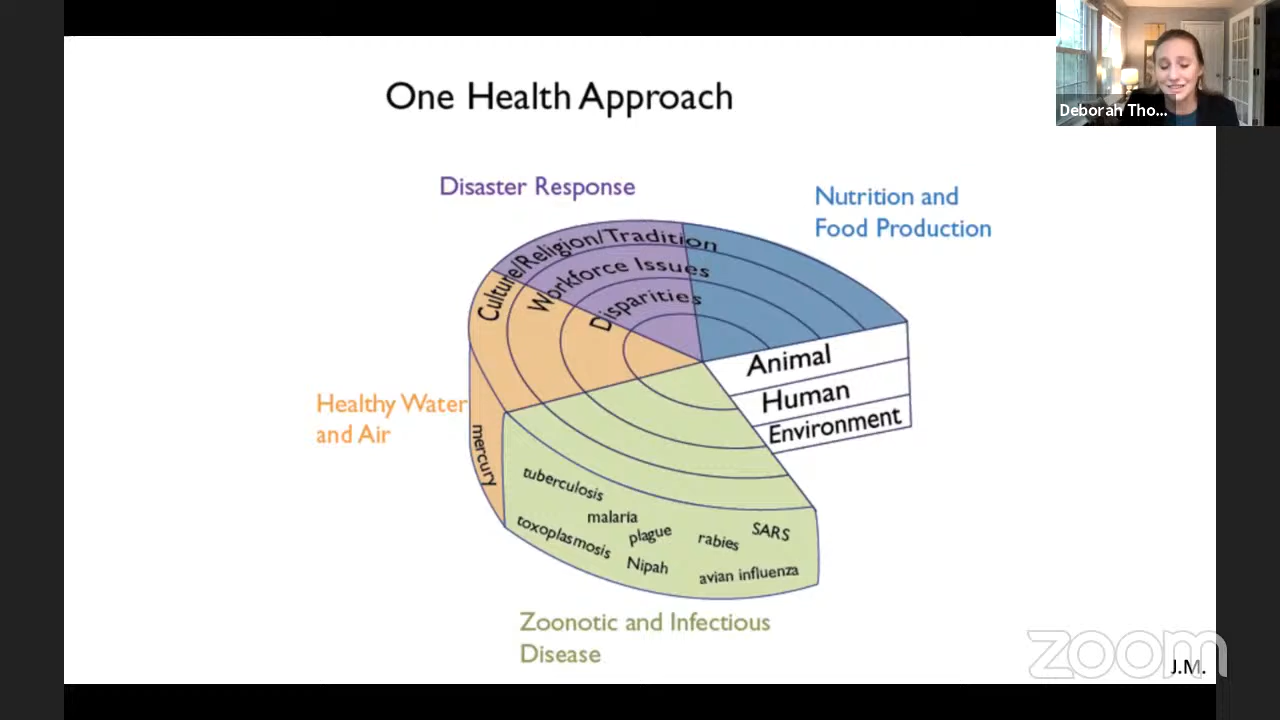 One Health Approach
Deborah Tho...
Disaster Response
Nutrition and
Food Production
Culture/Religion/Tradition
Workforce Issues
Disparities
Animal
Human
Environment
Healthy Water
and Air
mercury
tuberculosis
malaria
toxoplasmosis
plague
Nipah
rabies
SARS
avian influenza
Zoonotic and Infectious
Disease
zoom
J.M.